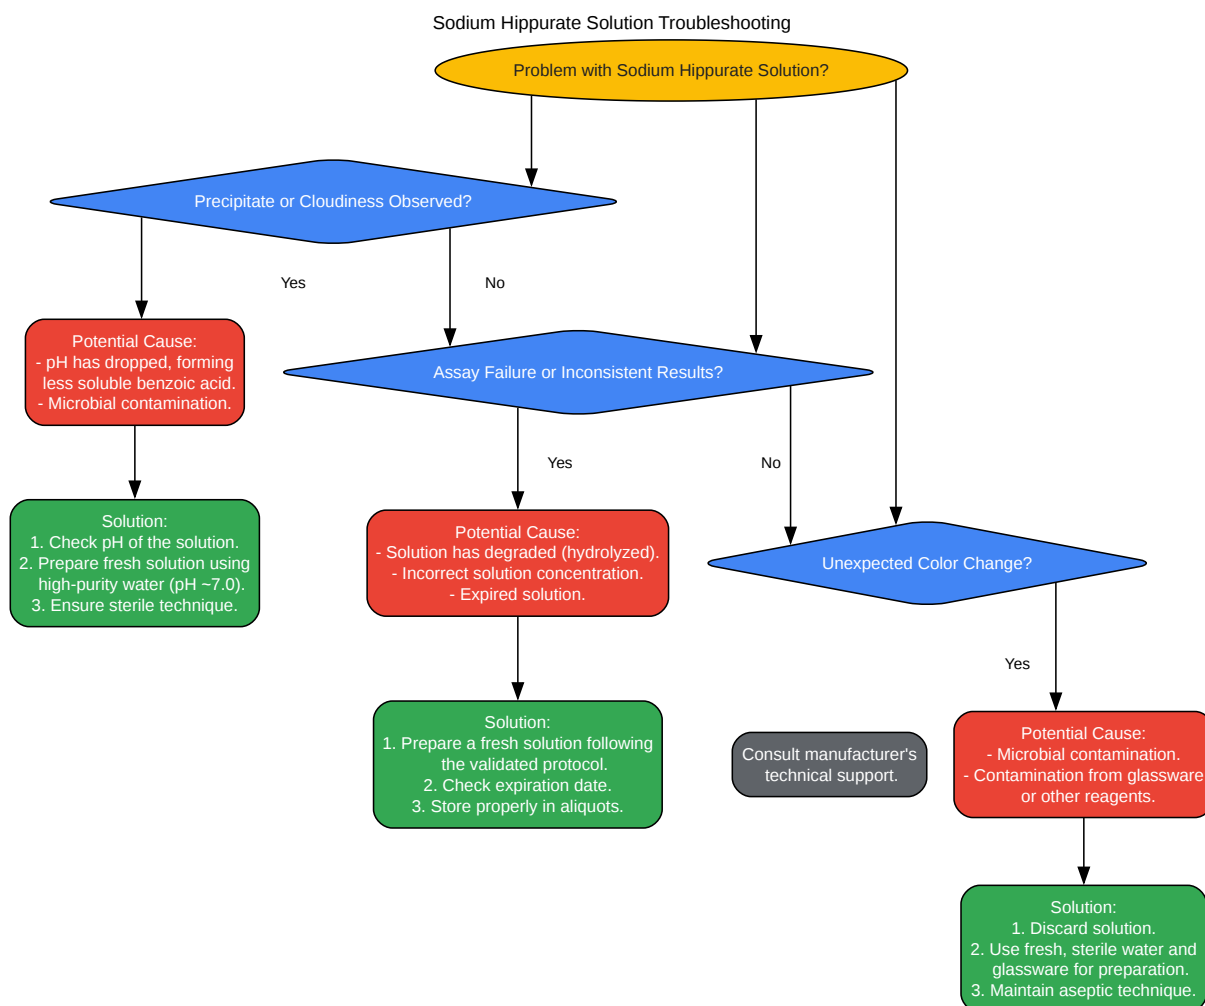 Sodium Hippurate Solution Troubleshooting
Problem with Sodium Hippurate Solution?
Precipitate or Cloudiness Observed?
Yes
No
Potential Cause:
- pH has dropped, forming
less soluble benzoic acid.
- Microbial contamination.
Assay Failure or Inconsistent Results?
Yes
No
Solution:
1. Check pH of the solution.
2. Prepare fresh solution using
high-purity water (pH ~7.0).
3. Ensure sterile technique.
Potential Cause:
- Solution has degraded (hydrolyzed).
- Incorrect solution concentration.
- Expired solution.
Unexpected Color Change?
Yes
Solution:
1. Prepare a fresh solution following
the validated protocol.
2. Check expiration date.
3. Store properly in aliquots.
Consult manufacturer's
technical support.
Potential Cause:
- Microbial contamination.
- Contamination from glassware
or other reagents.
Solution:
1. Discard solution.
2. Use fresh, sterile water and
glassware for preparation.
3. Maintain aseptic technique.